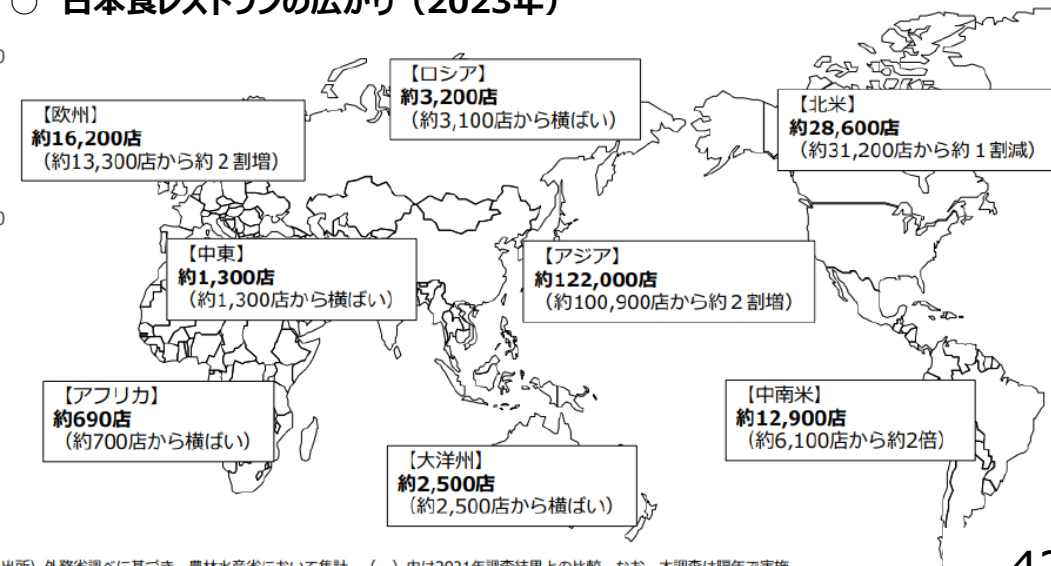 ○ 日本食レストランの広がり（2023年）
0
【ロシア】
約3,200店
（約3,100店から横ばい）
【北米】
約28,600店
（約31,200店から約１割減）
【欧州】
約16,200店
（約13,300店から約２割増）
0
【中東】
約1,300店
（約1,300店から横ばい）
【アジア】
約122,000店
（約100,900店から約２割増）
【アフリカ】
約690店
（約700店から横ばい）
【中南米】
約12,900店
（約6,100店から約2倍）
【大洋州】
約2,500店
（約2,500店から横ばい）
出所）外務省調べに基づき、農林水産省において集計。（ ）内は2021年調査結果との比較。なお、本調査は隔年で実施